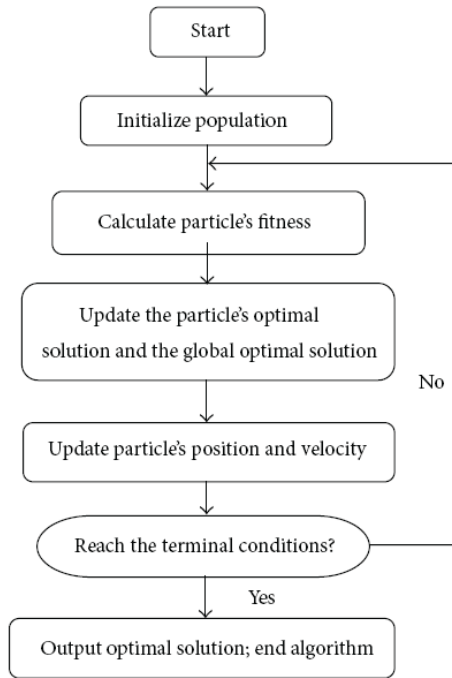 Start
Initialize population
Calculate particle's fitness
Update the particle's optimal
solution and the global optimal solution
No
Update particle's position and velocity
Reach the terminal conditions?
Yes
Output optimal solution; end algorithm